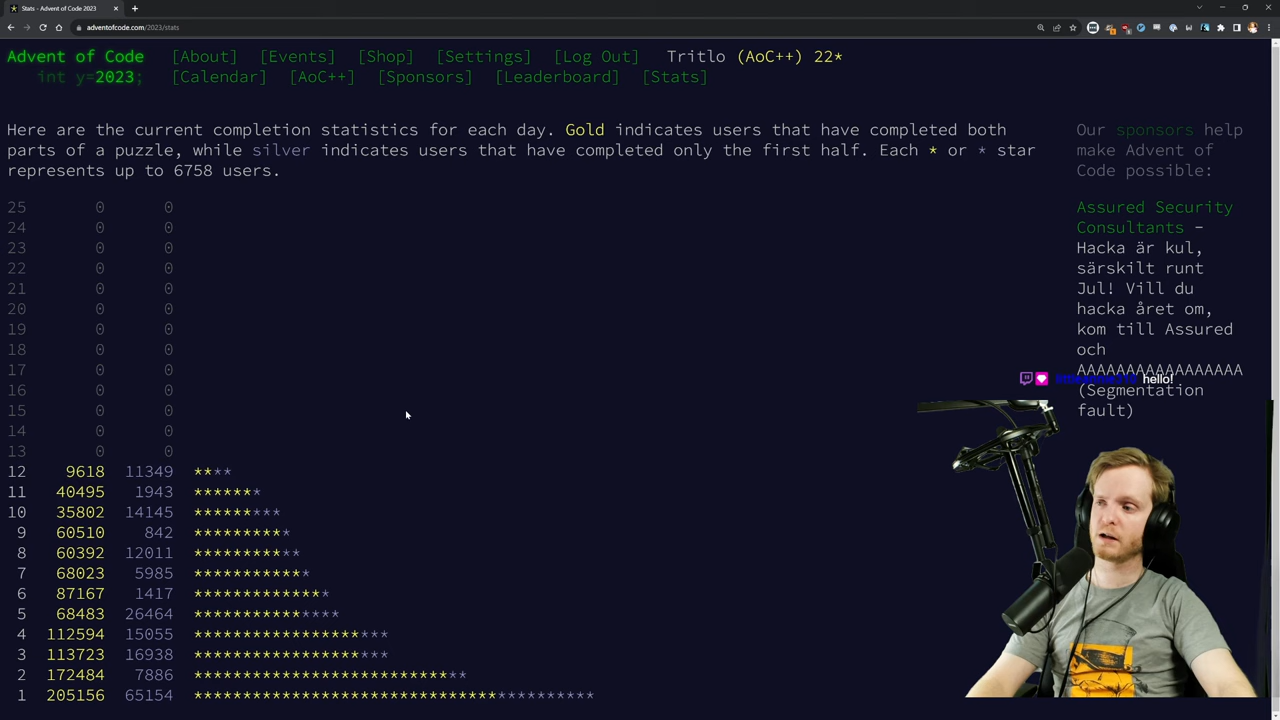 Stats - Advent of Code 2023
adventofcode.com/2023/stats
Advent of Code [About] [Events] [Shop] [Settings] [Log Out] Tritlo (AoC++) 22*
int y=2023; [Calendar] [AoC++] [Sponsors] [Leaderboard] [Stats]
Here are the current completion statistics for each day. Gold indicates users that have completed both
parts of a puzzle, while silver indicates users that have completed only the first half. Each * or * star
represents up to 6758 users.
25 0 0
24 0 0
23 0 0
22 0 0
21 0 0
20 0 0
19 0 0
18 0 0
17 0 0
16 0 0
15 0 0
14 0 0
13 0 0
12 9618 11349 ****
11 40495 1943 *******
10 35802 14145 *********
9 60510 842 **********
8 60392 12011 ***********
7 68023 5985 ************
6 87167 1417 **************
5 68483 26464 ***************
4 112594 15055 ********************
3 113723 16938 ********************
2 172484 7886 ****************************
1 205156 65154 *****************************************
Our sponsors help
make Advent of
Code possible:
Assured Security
Consultants -
Hacka är kul,
särskilt runt
Jul! Vill du
hacka året om,
kom till Assured
och
AAAAAAAAAAAAAAAAA
(Segmentation
fault)
hello!